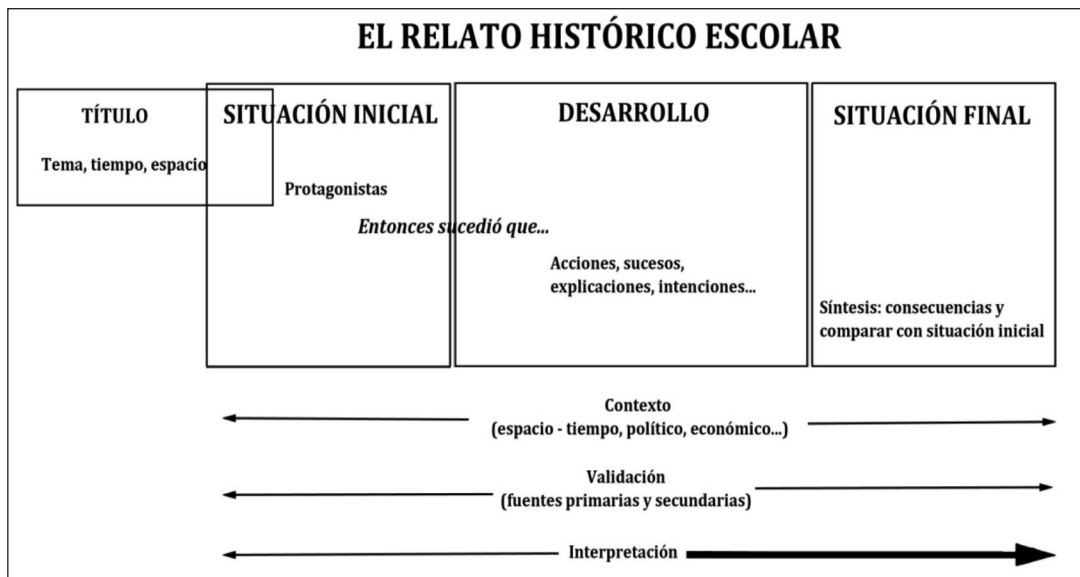 EL RELATO HISTÓRICO ESCOLAR
TÍTULO
Tema, tiempo, espacio
SITUACIÓN INICIAL
Protagonistas
Entonces sucedió que...
DESARROLLO
Acciones, sucesos,
explicaciones, intenciones...
SITUACIÓN FINAL
Síntesis: consecuencias y
comparar con situación inicial
Contexto
(espacio - tiempo, político, económico...)
Validación
(fuentes primarias y secundarias)
Interpretación